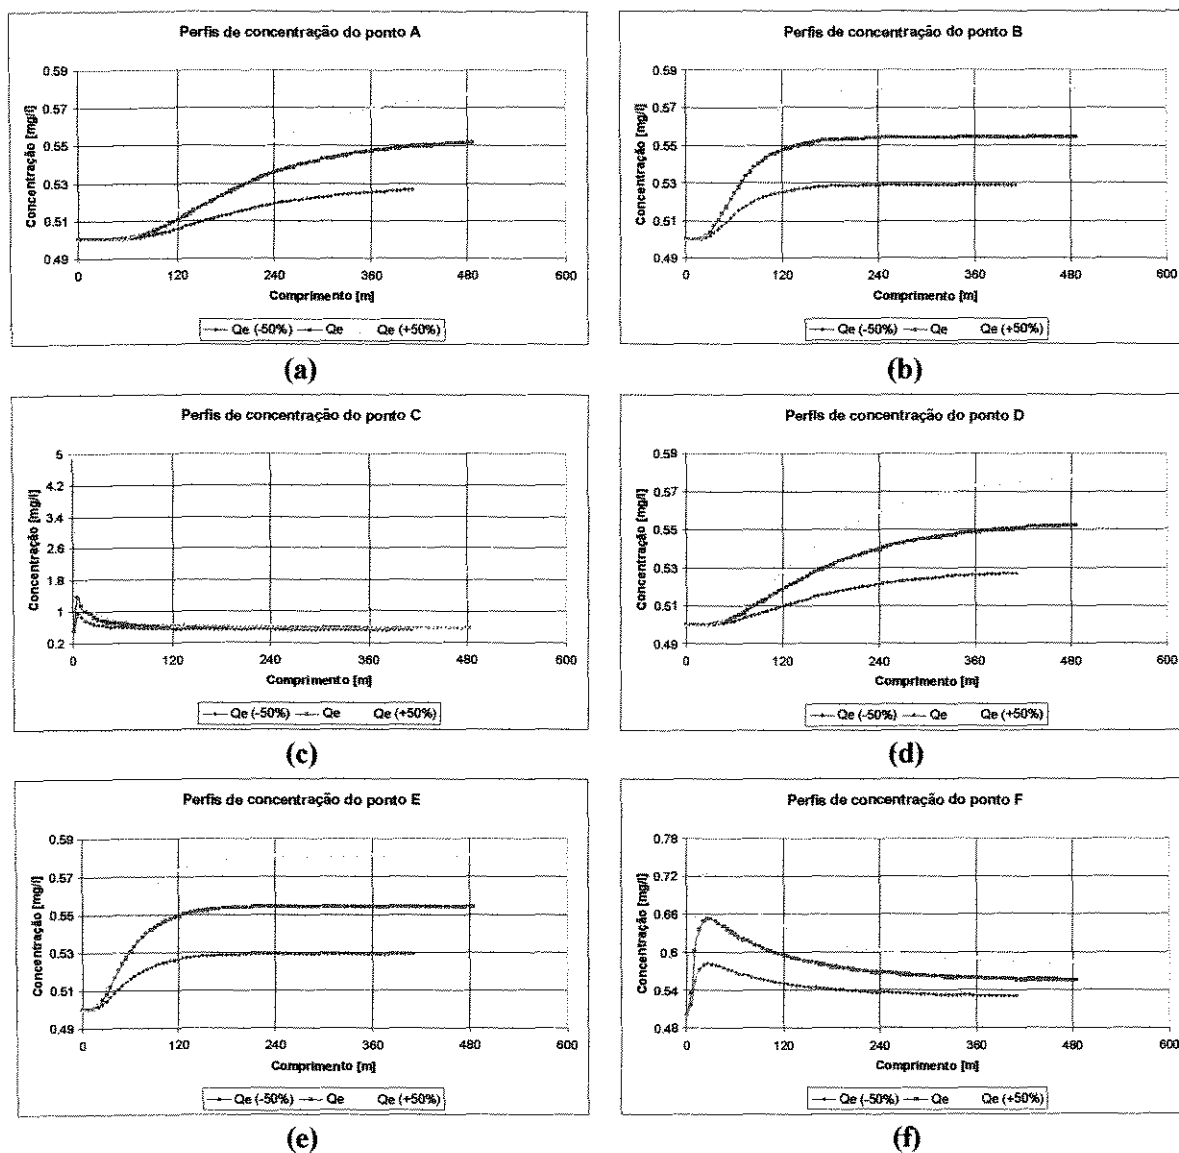 Perfis de concentração do ponto A
Concentração [mg/l]
0.59
0.57
0.55
0.53
0.51
0.49
0 120 240 360 480 600
Comprimento [m]
Qe (-50%) Qe Qe (+50%)
(a)
Perfis de concentração do ponto B
Concentração [mg/l]
0.59
0.57
0.55
0.53
0.51
0.49
0 120 240 360 480 600
Comprimento [m]
Qe (-50%) Qe Qe (+50%)
(b)
Perfis de concentração do ponto C
Concentração [mg/l]
5
4.2
3.4
2.6
1.8
1
0.2
0 120 240 360 480 600
Comprimento [m]
Qe (-50%) Qe Qe (+50%)
(c)
Perfis de concentração do ponto D
Concentração [mg/l]
0.59
0.57
0.55
0.53
0.51
0.49
0 120 240 360 480 600
Comprimento [m]
Qe (-50%) Qe Qe (+50%)
(d)
Perfis de concentração do ponto E
Concentração [mg/l]
0.59
0.57
0.55
0.53
0.51
0.49
0 120 240 360 480 600
Comprimento [m]
Qe (-50%) Qe Qe (+50%)
(e)
Perfis de concentração do ponto F
Concentração [mg/l]
0.78
0.72
0.66
0.6
0.54
0.48
0 120 240 360 480 600
Comprimento [m]
Qe (-50%) Qe Qe (+50%)
(f)